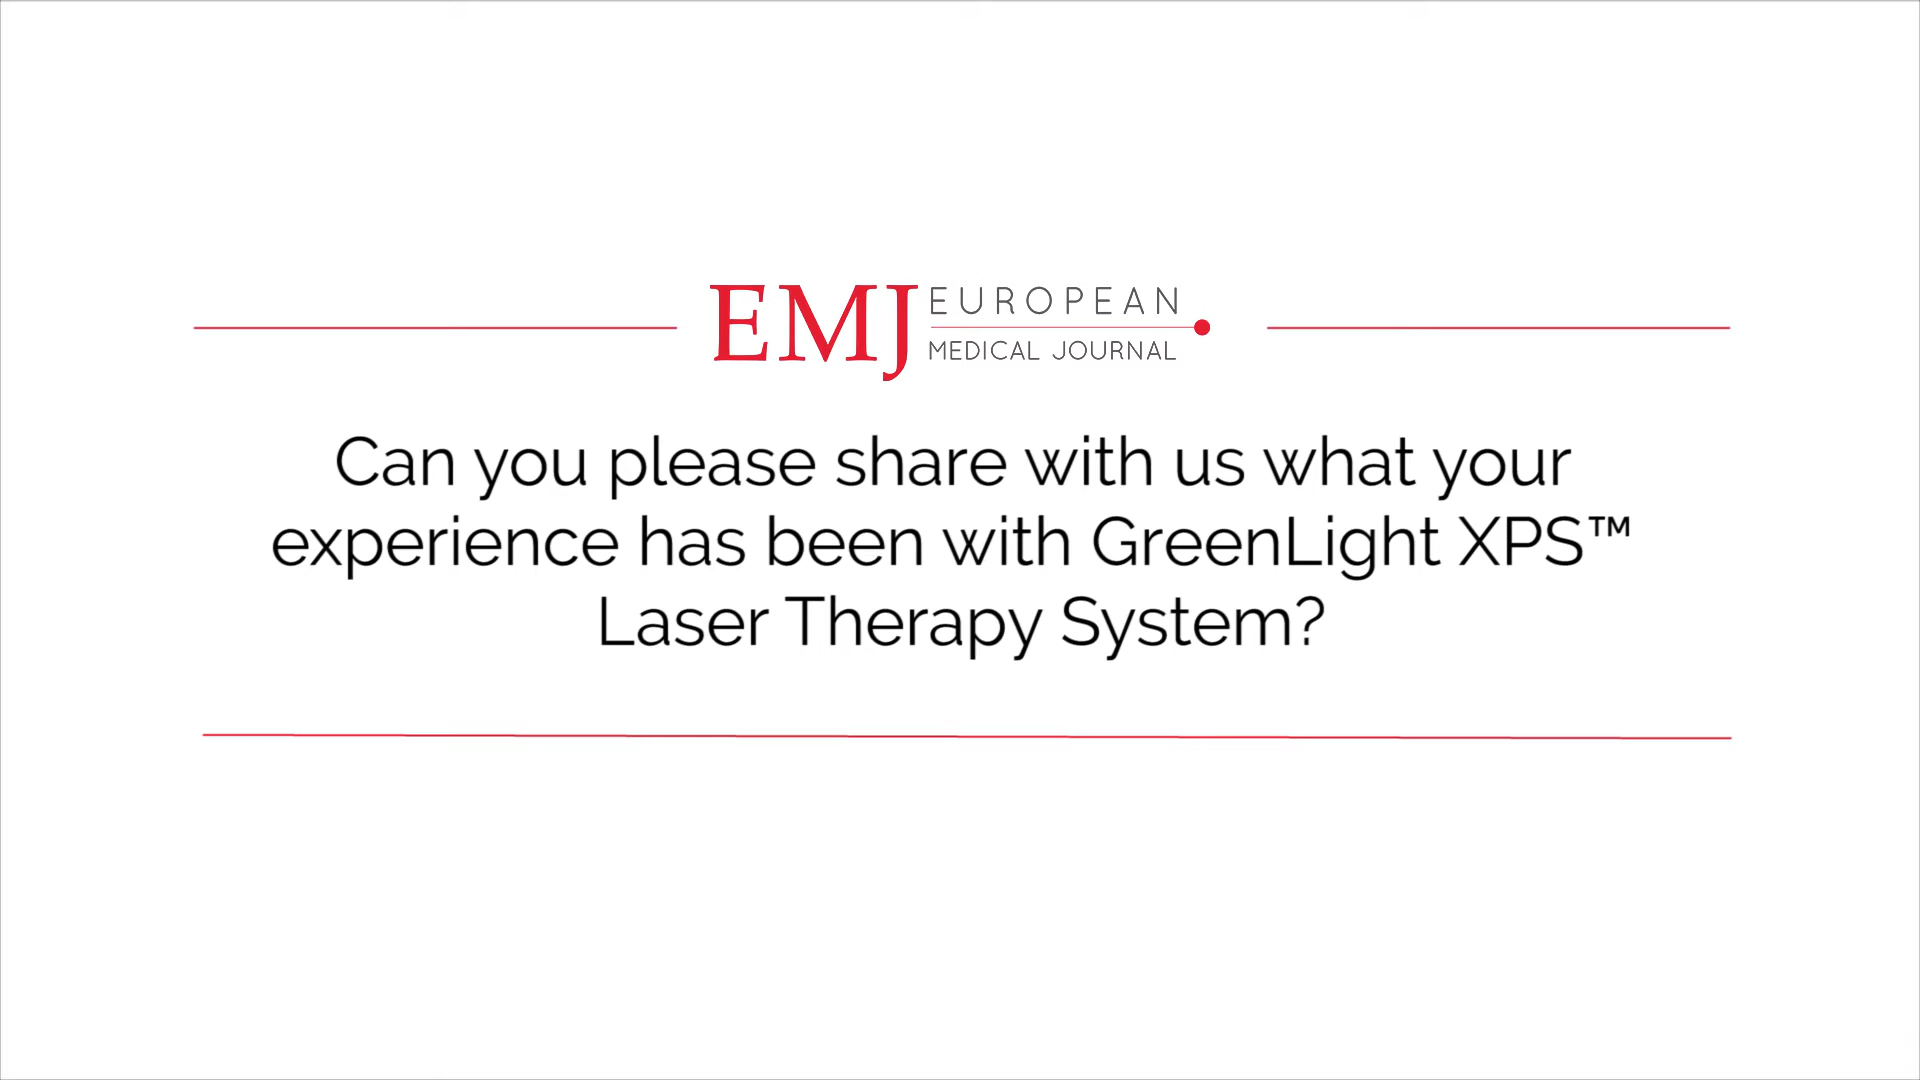 EMJ EUROPEAN
MEDICAL JOURNAL
Can you please share with us what your
experience has been with GreenLight XPS™
Laser Therapy System?